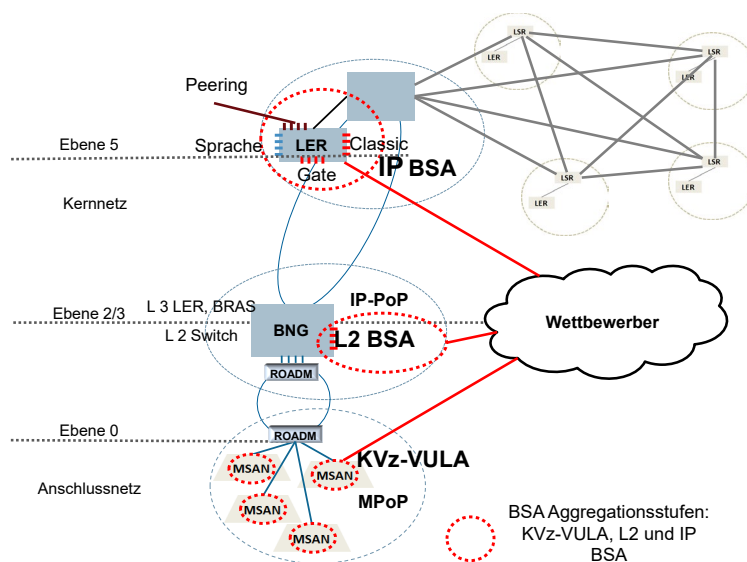 LSR
LER
LSR
LER
Peering
Ebene 5
Sprache
LER
Classic
Gate
IP BSA
LSR
LER
LSR
LER
Kernnetz
Ebene 2/3
L 3 LER, BRAS
IP-PoP
L 2 Switch
BNG
L2 BSA
Wettbewerber
ROADM
Ebene 0
ROADM
KVz-VULA
MSAN
MSAN
MSAN
MSAN
MPoP
Anschlussnetz
BSA Aggregationsstufen:
KVz-VULA, L2 und IP
BSA